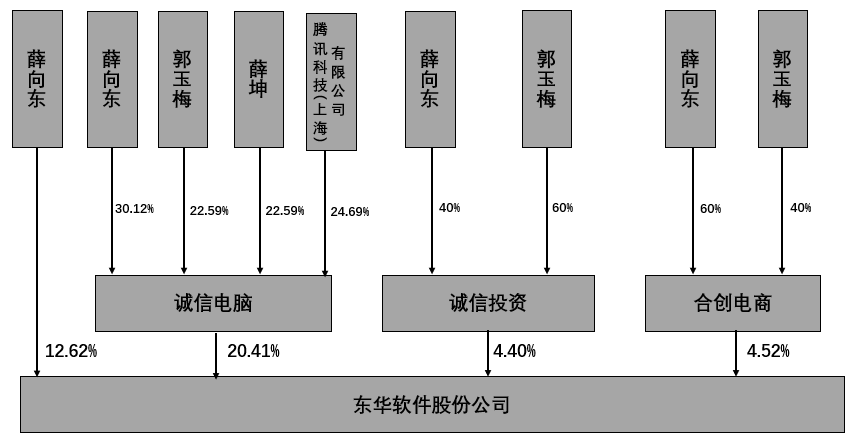 薛向东
薛向东
郭玉梅
薛坤
腾讯科技(上海)
有限公司
薛向东
郭玉梅
薛向东
郭玉梅
30.12%
22.59%
22.59%
24.69%
40%
60%
60%
40%
诚信电脑
诚信投资
合创电商
12.62%
20.41%
4.40%
4.52%
东华软件股份公司